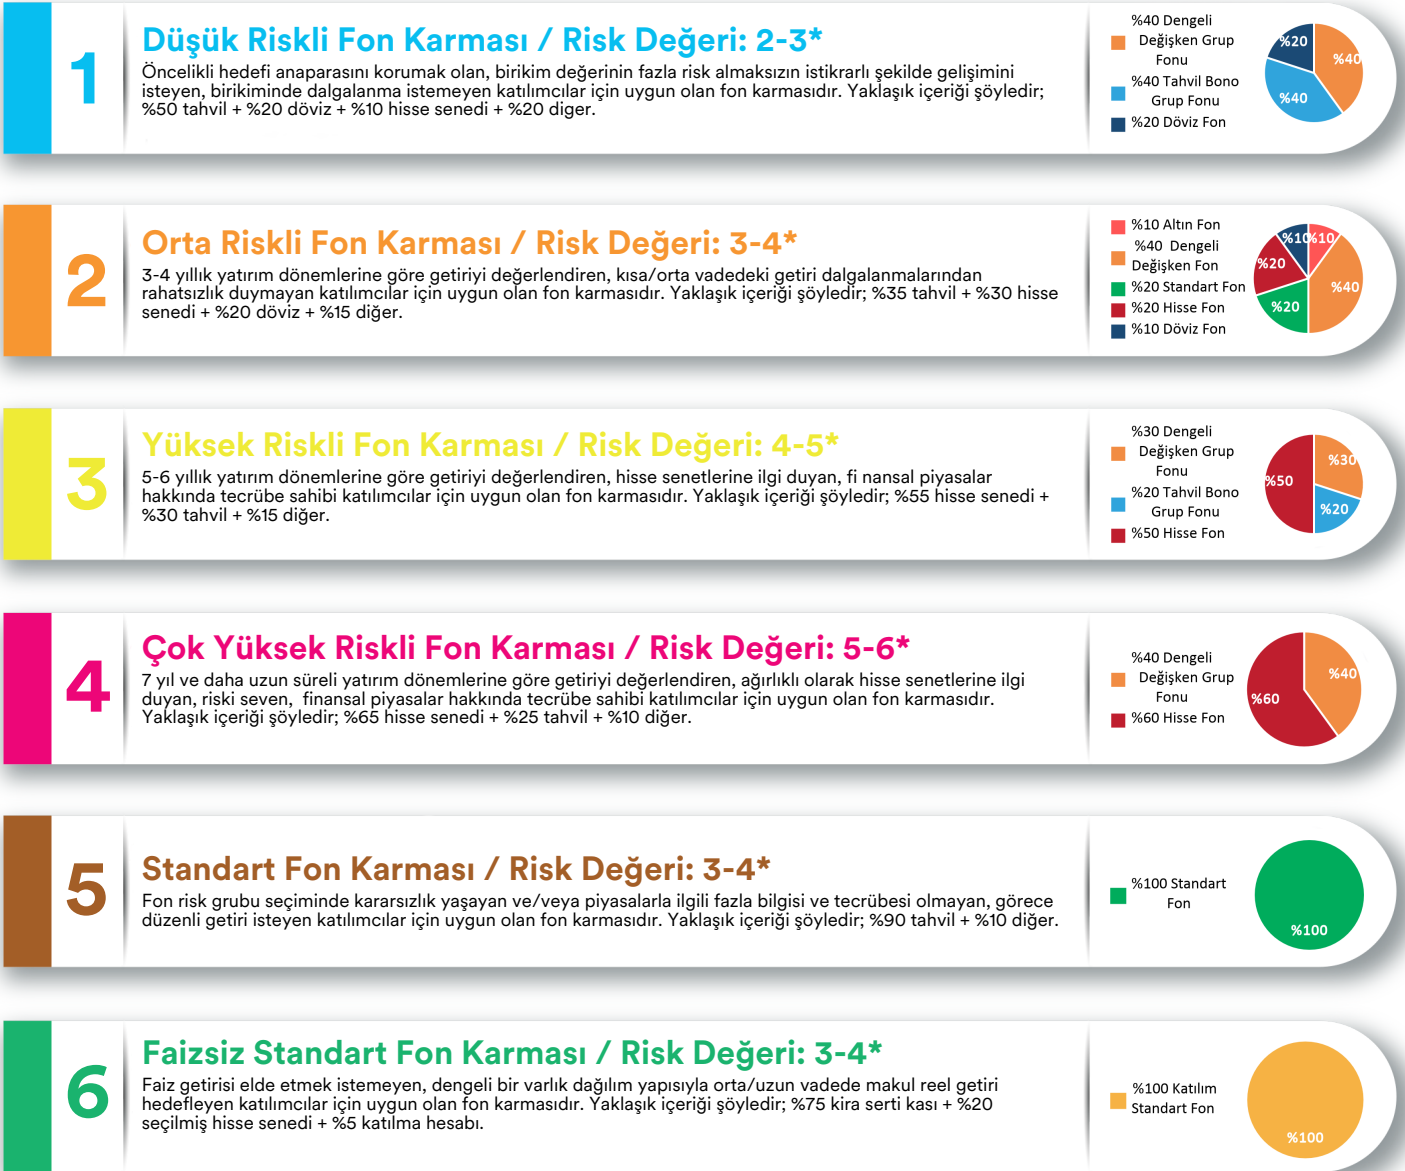 1
Düşük Riskli Fon Karması / Risk Değeri: 2-3*
Öncelikli hedefi anaparasını korumak olan, birikim değerinin fazla risk almaksızın istikrarlı şekilde gelişimini
isteyen, birikiminde dalgalanma istemeyen katılımcılar için uygun olan fon karmasıdır. Yaklaşık içeriği şöyledir;
%50 tahvil + %20 döviz + %10 hisse senedi + %20 diger.
%40 Dengeli
Değişken Grup
Fonu
%40 Tahvil Bono
Grup Fonu
%20 Döviz Fon
%20
%40
%40
2
Orta Riskli Fon Karması / Risk Değeri: 3-4*
3-4 yıllık yatırım dönemlerine göre getiriyi değerlendiren, kısa/orta vadedeki getiri dalgalanmalarından
rahatsızlık duymayan katılımcılar için uygun olan fon karmasıdır. Yaklaşık içeriği şöyledir; %35 tahvil + %30 hisse
senedi + %20 döviz + %15 diğer.
%10 Altın Fon
%40 Dengeli
Değişken Fon
%20 Standart Fon
%20 Hisse Fon
%10 Döviz Fon
%10
%10
%20
%40
%20
3
Yüksek Riskli Fon Karması / Risk Değeri: 4-5*
5-6 yıllık yatırım dönemlerine göre getiriyi değerlendiren, hisse senetlerine ilgi duyan, fi nansal piyasalar
hakkında tecrübe sahibi katılımcılar için uygun olan fon karmasıdır. Yaklaşık içeriği şöyledir; %55 hisse senedi +
%30 tahvil + %15 diğer.
%30 Dengeli
Değişken Grup
Fonu
%20 Tahvil Bono
Grup Fonu
%50 Hisse Fon
%30
%50
%20
4
Çok Yüksek Riskli Fon Karması / Risk Değeri: 5-6*
7 yıl ve daha uzun süreli yatırım dönemlerine göre getiriyi değerlendiren, ağırlıklı olarak hisse senetlerine ilgi
duyan, riski seven, finansal piyasalar hakkında tecrübe sahibi katılımcılar için uygun olan fon karmasıdır.
Yaklaşık içeriği şöyledir; %65 hisse senedi + %25 tahvil + %10 diğer.
%40 Dengeli
Değişken Grup
Fonu
%60 Hisse Fon
%40
%60
5
Standart Fon Karması / Risk Değeri: 3-4*
Fon risk grubu seçiminde kararsızlık yaşayan ve/veya piyasalarla ilgili fazla bilgisi ve tecrübesi olmayan, görece
düzenli getiri isteyen katılımcılar için uygun olan fon karmasıdır. Yaklaşık içeriği şöyledir; %90 tahvil + %10 diğer.
%100 Standart
Fon
%100
6
Faizsiz Standart Fon Karması / Risk Değeri: 3-4*
Faiz getirisi elde etmek istemeyen, dengeli bir varlık dağılım yapısıyla orta/uzun vadede makul reel getiri
hedefleyen katılımcılar için uygun olan fon karmasıdır. Yaklaşık içeriği şöyledir; %75 kira serti kası + %20
seçilmiş hisse senedi + %5 katılma hesabı.
%100 Katılım
Standart Fon
%100